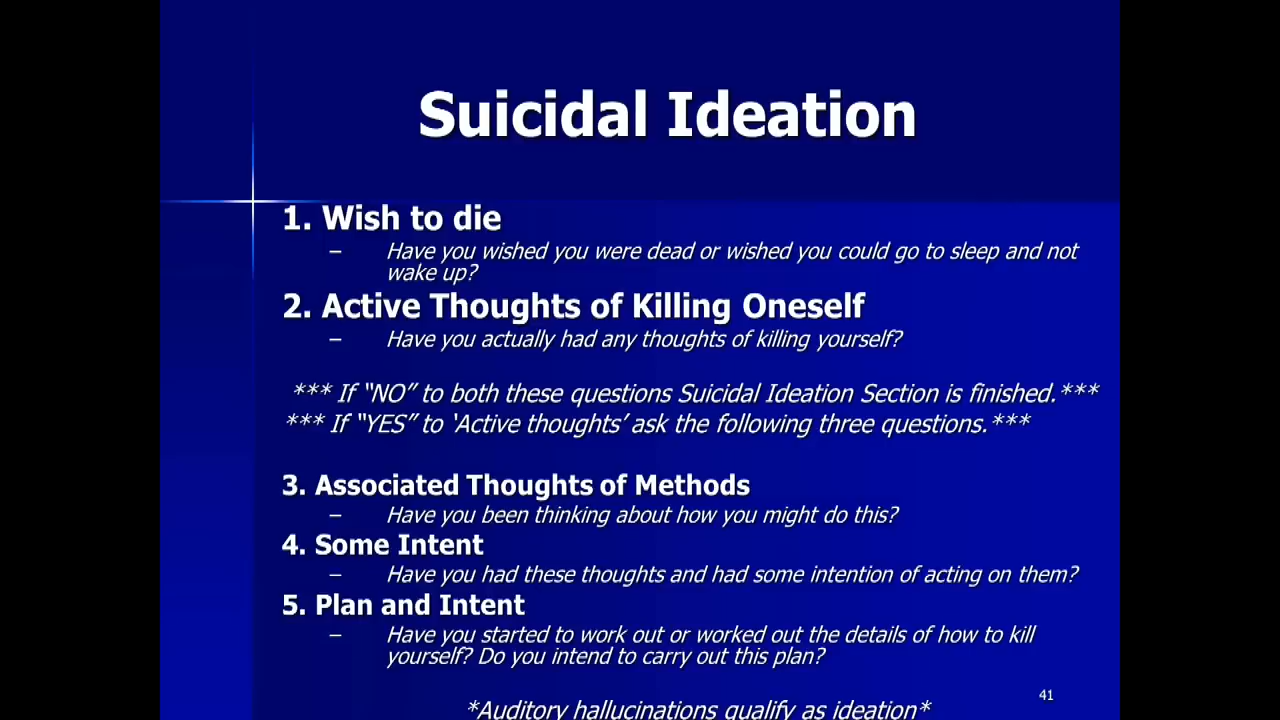 Suicidal Ideation
1. Wish to die
– Have you wished you were dead or wished you could go to sleep and not
wake up?
2. Active Thoughts of Killing Oneself
– Have you actually had any thoughts of killing yourself?
*** If “NO” to both these questions Suicidal Ideation Section is finished.***
*** If “YES” to ‘Active thoughts’ ask the following three questions.***
3. Associated Thoughts of Methods
– Have you been thinking about how you might do this?
4. Some Intent
– Have you had these thoughts and had some intention of acting on them?
5. Plan and Intent
– Have you started to work out or worked out the details of how to kill
yourself? Do you intend to carry out this plan?
41
*Auditory hallucinations qualify as ideation*